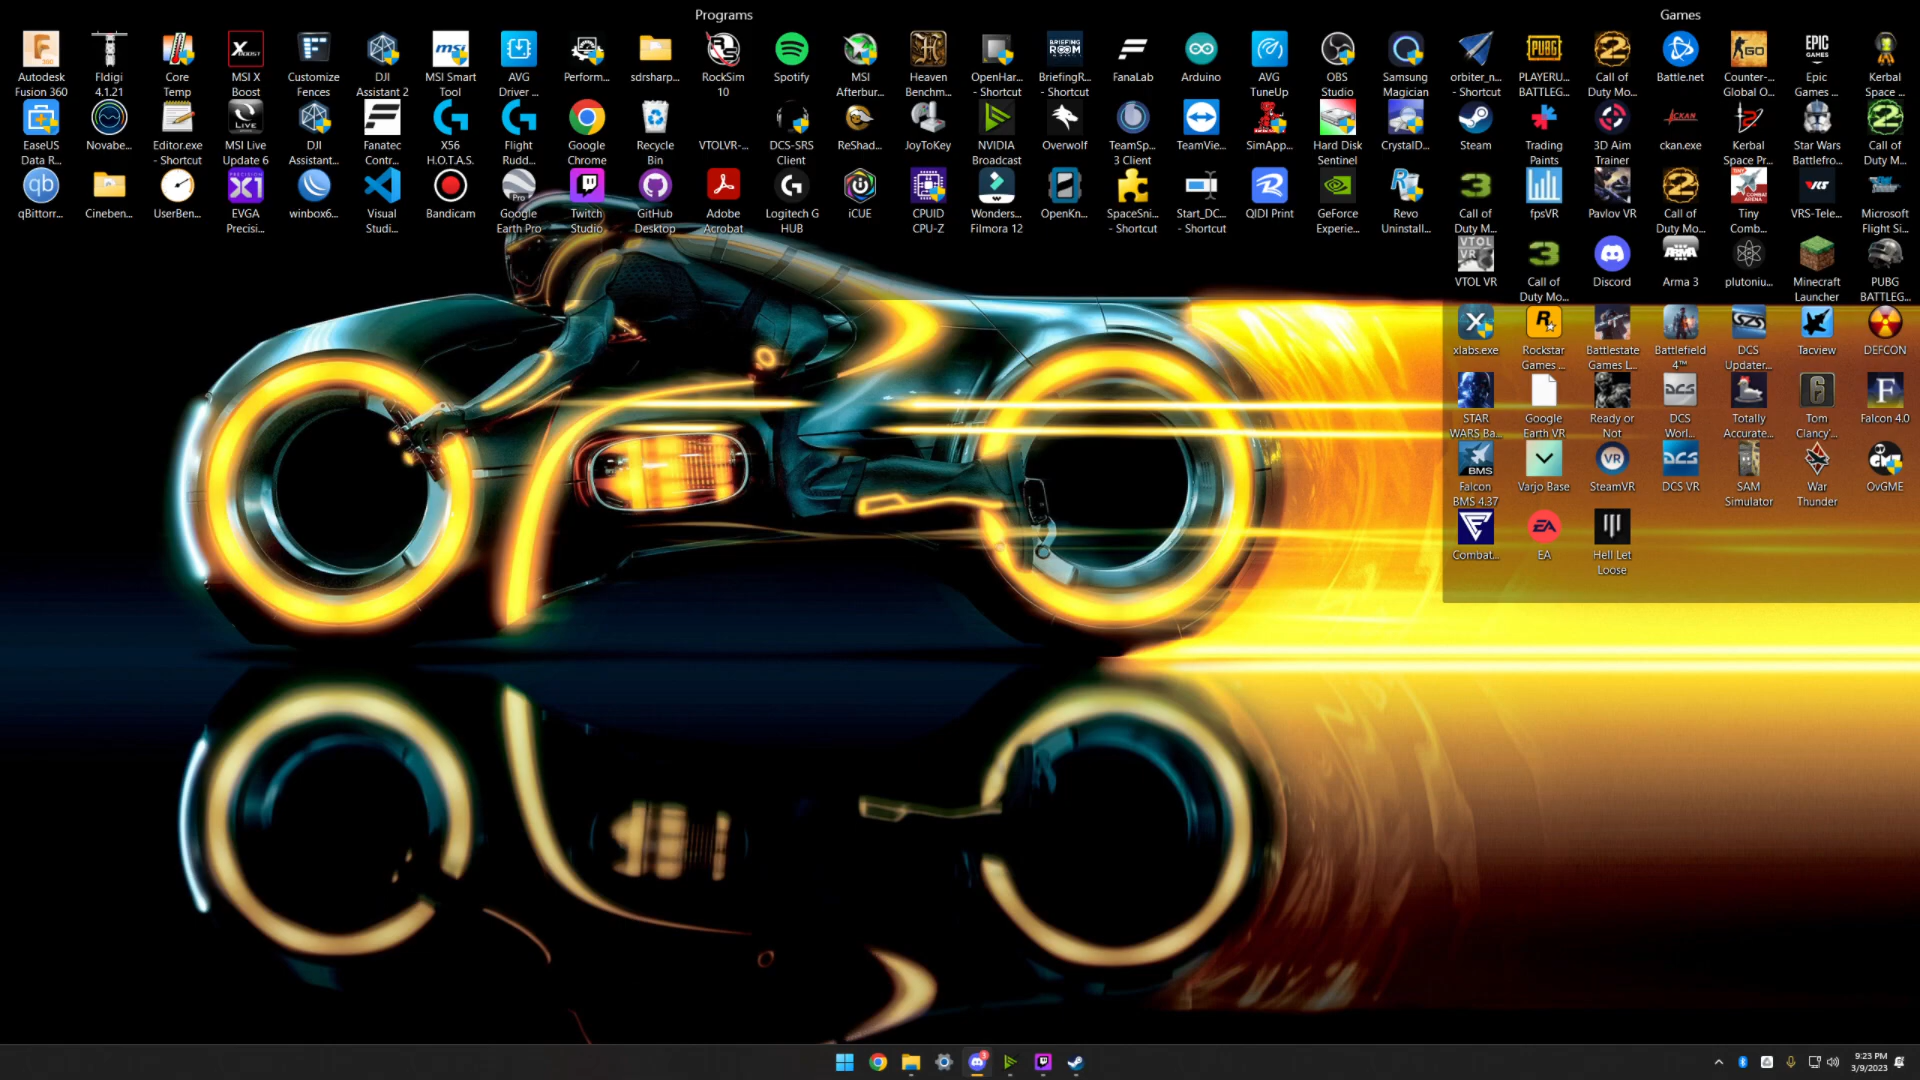 Programs
Games
Autodesk Fusion 360
Fldigi 4.1.21
Core Temp
MSI X Boost
Customize Fences
DJI Assistant 2
MSI Smart Tool
AVG Driver ...
Perform...
sdrsharp...
RockSim 10
Spotify
MSI Afterbur...
Heaven Benchm...
OpenHar... - Shortcut
BriefingR... - Shortcut
FanaLab
Arduino
AVG TuneUp
OBS Studio
Samsung Magician
orbiter_n... - Shortcut
PLAYERU... BATTLEG...
Call of Duty Mo...
Battle.net
Counter-... Global O...
Epic Games ...
Kerbal Space ...
EaseUS Data R...
Novabe...
Editor.exe - Shortcut
MSI Live Update 6
DJI Assistant...
Fanatec Contr...
X56 H.O.T.A.S.
Flight Rudd...
Google Chrome
Recycle Bin
VTOLVR-...
DCS-SRS Client
ReShad...
JoyToKey
NVIDIA Broadcast
Overwolf
TeamSp... 3 Client
TeamVie...
SimApp...
Hard Disk Sentinel
CrystalD...
Steam
Trading Paints
3D Aim Trainer
ckan.exe
Kerbal Space Pr...
Star Wars Battlefro...
Call of Duty M...
qBittorr...
Cineben...
UserBen...
EVGA Precisi...
winbox6...
Visual Studi...
Bandicam
Google Earth Pro
Twitch Studio
GitHub Desktop
Adobe Acrobat
Logitech G HUB
iCUE
CPUID CPU-Z
Wonders... Filmora 12
OpenKn...
SpaceSni... - Shortcut
Start_DC... - Shortcut
QIDI Print
GeForce Experie...
Revo Uninstall...
Call of Duty M...
fpsVR
Pavlov VR
Call of Duty Mo...
Tiny Comb...
VRS-Tele...
Microsoft Flight Si...
VTOL VR
Call of Duty Mo...
Discord
Arma 3
plutoniu...
Minecraft Launcher
PUBG BATTLEG...
xlabs.exe
Rockstar Games ...
Battlestate Games L...
Battlefield 4™
DCS Updater...
Tacview
DEFCON
STAR WARS Ba...
Google Earth VR
Ready or Not
DCS Worl...
Totally Accurate...
Tom Clancy'...
Falcon 4.0
Falcon BMS 4.37
Varjo Base
SteamVR
DCS VR
SAM Simulator
War Thunder
OvGME
Combat...
EA
Hell Let Loose
9:23 PM
3/9/2023